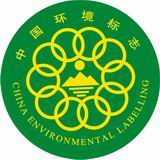 中国环境标志
CHINA ENVIRONMENTAL LABELLING